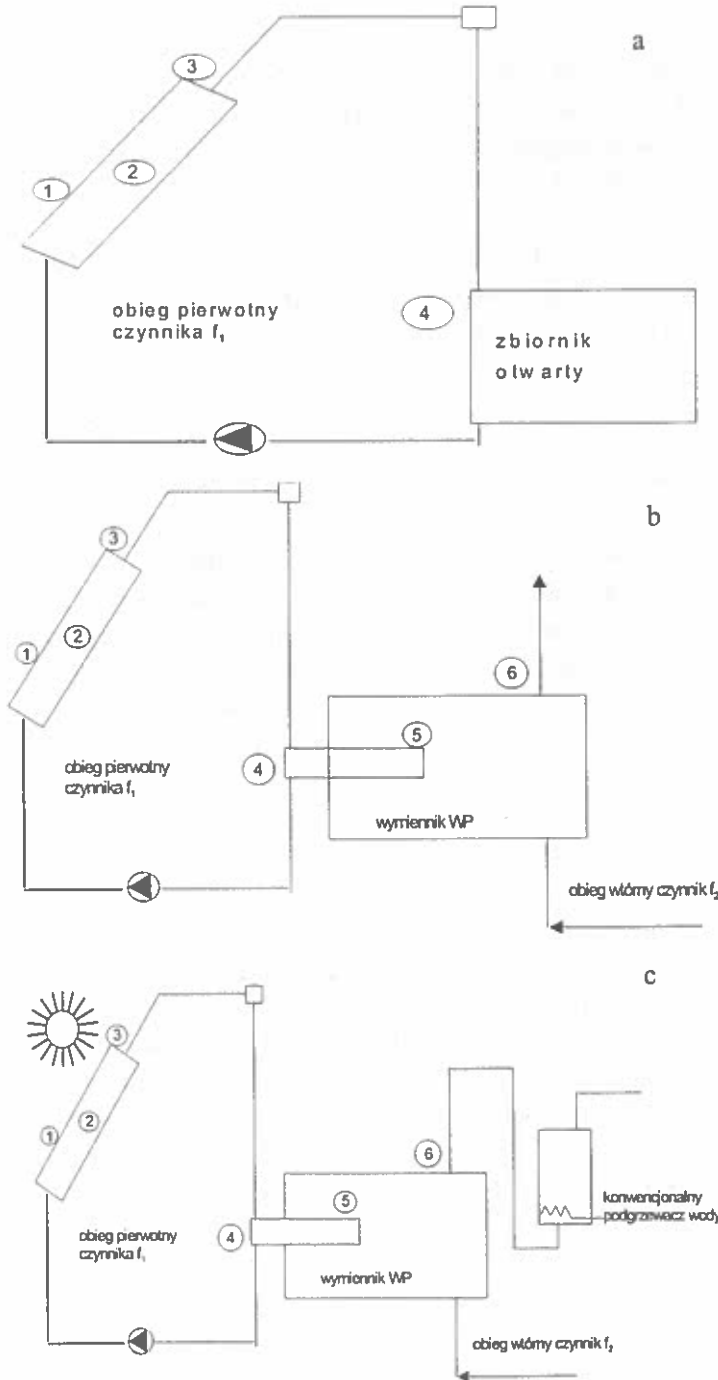 a
3
2
1
obieg pierwotny
czynnika f₁
4
zbiornik
otwarty
b
3
2
1
6
5
4
obieg pierwotny
czynnika f₁
wymiennik WP
obieg wtórny czynnik f₂
c
3
2
1
6
5
4
konwencjonalny
podgrzewacz wody
obieg pierwotny
czynnika f₁
wymiennik WP
obieg wtórny czynnik f₂